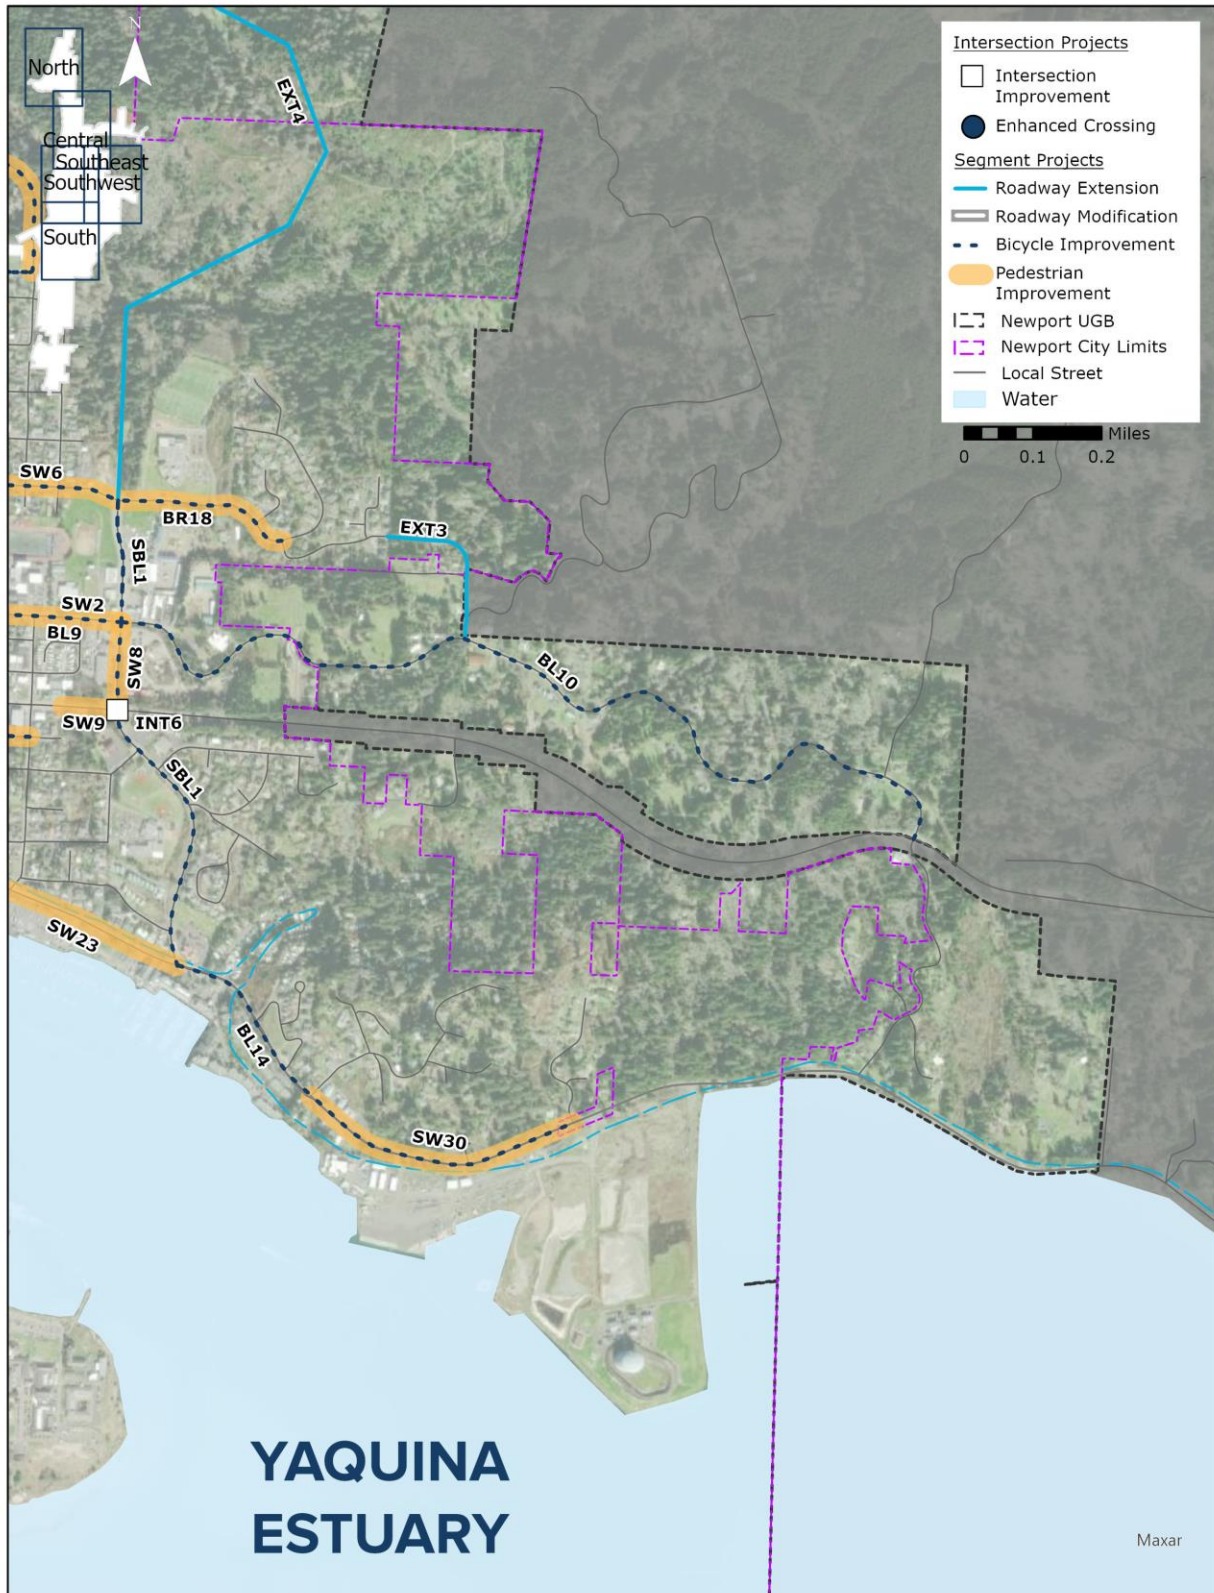 N
North
Central
Southeast
Southwest
South
Intersection Projects
Intersection
Improvement
Enhanced Crossing
Segment Projects
Roadway Extension
Roadway Modification
Bicycle Improvement
Pedestrian
Improvement
Newport UGB
Newport City Limits
Local Street
Water
Miles
0 0.1 0.2
EXT4
SW6
BR18
EXT3
SBL1
SW2
BL9
SW8
BL10
SW9
INT6
SBL1
SW23
BL14
SW30
YAQUINA
ESTUARY
Maxar